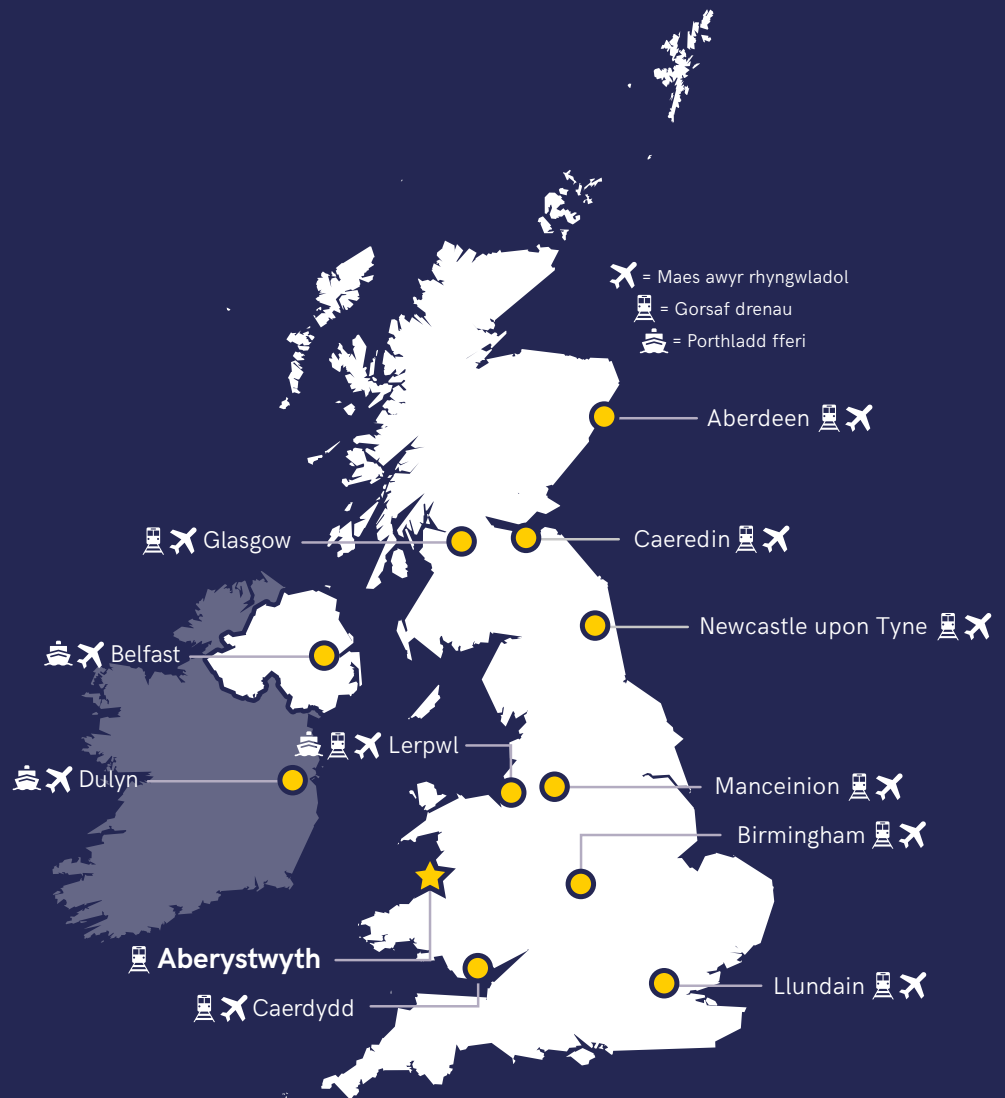 = Maes awyr rhyngwladol
= Gorsaf drenau
= Porthladd fferi
Aberdeen
Glasgow
Caeredin
Newcastle upon Tyne
Belfast
Lerpwl
Dulyn
Manceinion
Birmingham
Aberystwyth
Llundain
Caerdydd